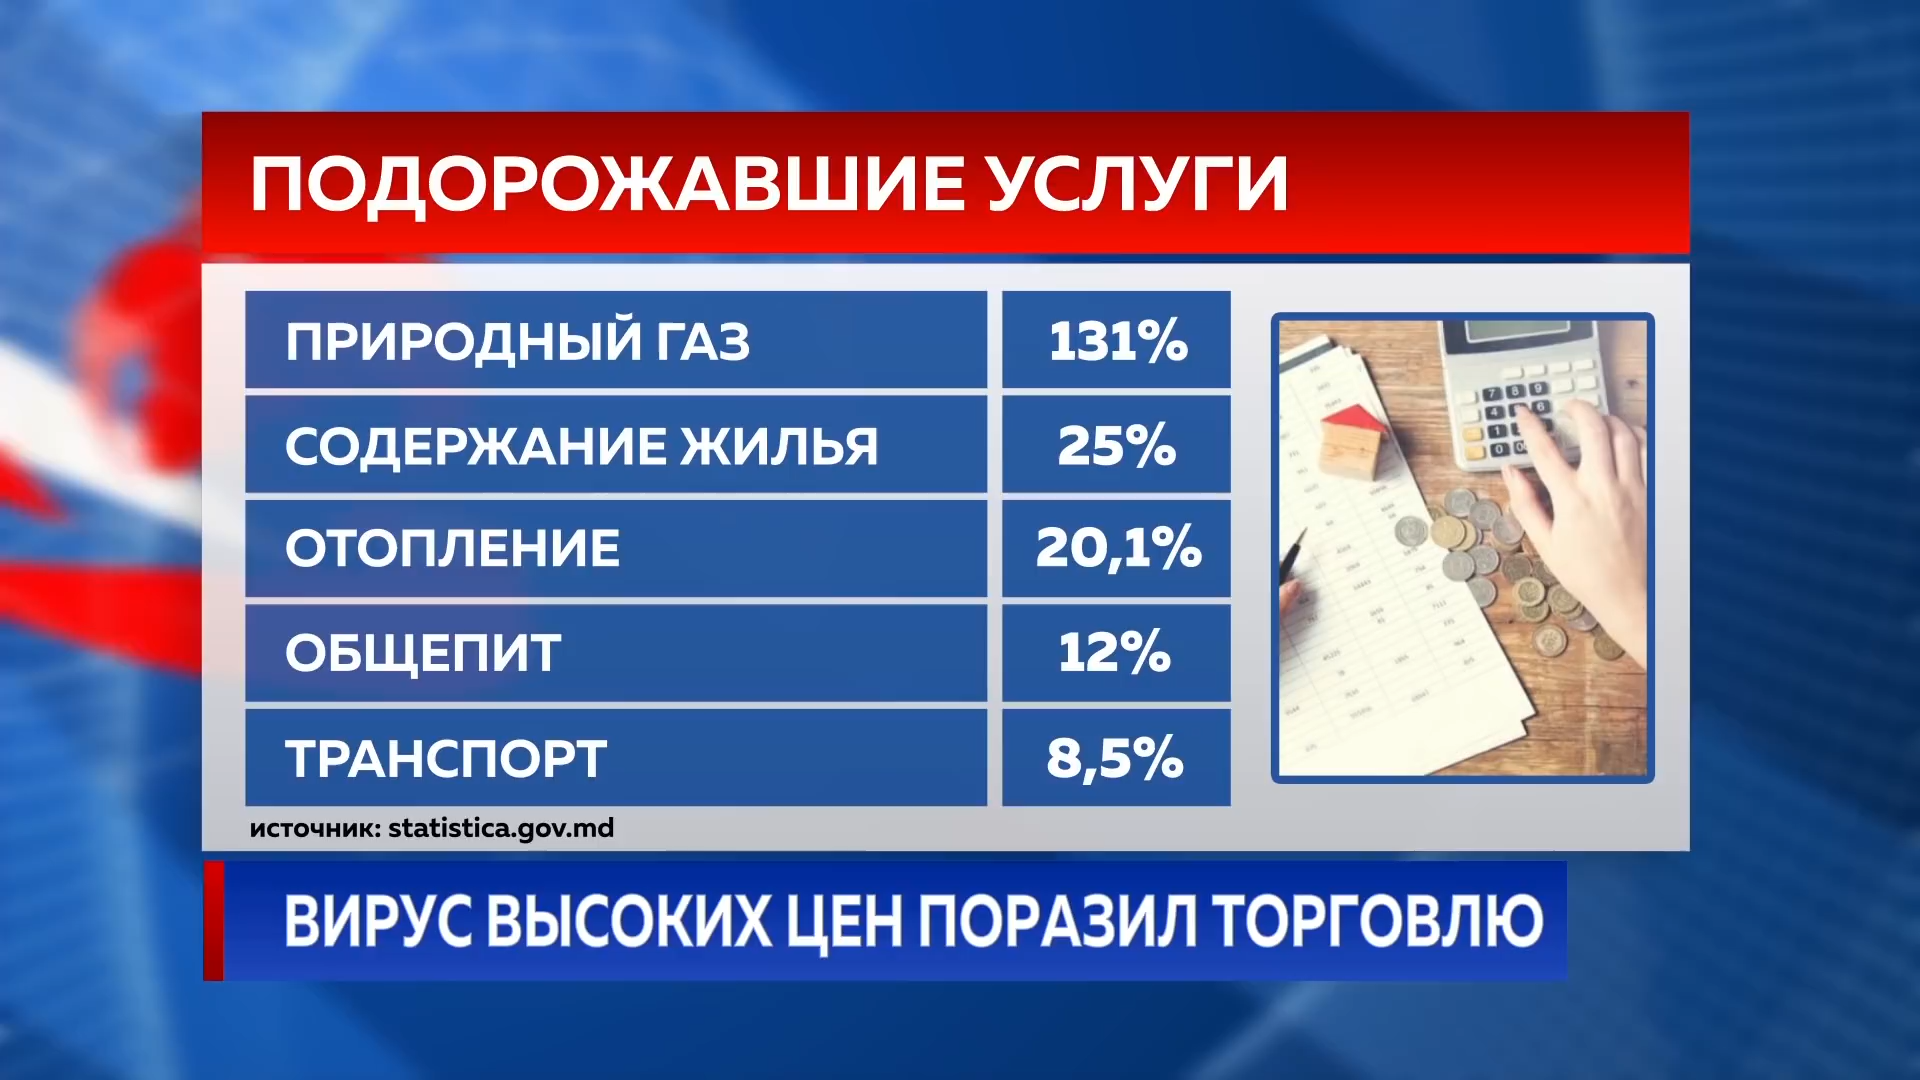 ПОДОРОЖАВШИЕ УСЛУГИ
ПРИРОДНЫЙ ГАЗ 131%
СОДЕРЖАНИЕ ЖИЛЬЯ 25%
ОТОПЛЕНИЕ 20,1%
ОБЩЕПИТ 12%
ТРАНСПОРТ 8,5%
источник: statistica.gov.md
ВИРУС ВЫСОКИХ ЦЕН ПОРАЗИЛ ТОРГОВЛЮ